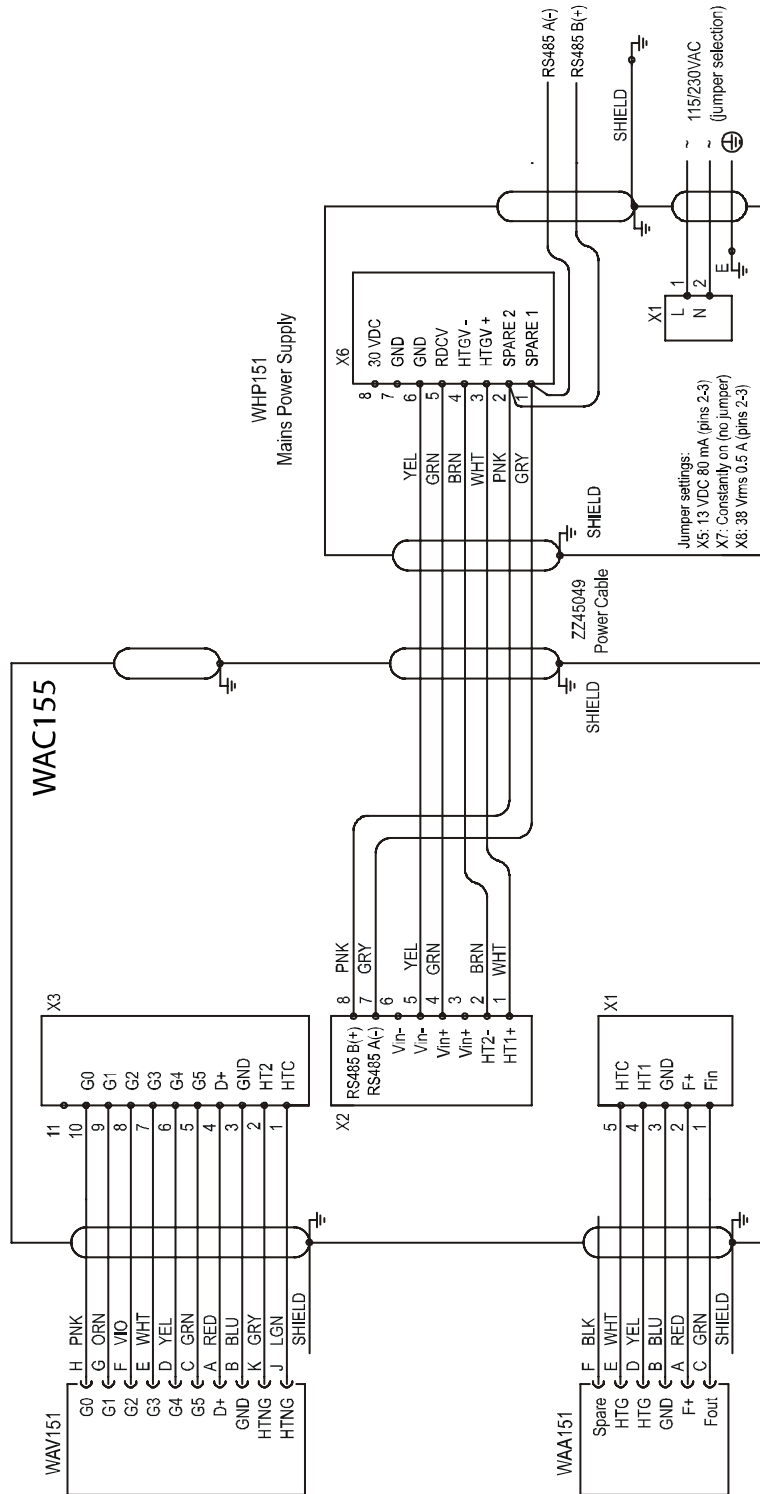 WAV151
G0
G1
G2
G3
G4
G5
D+
GND
HTNG
HTNG
H PNK
G ORN
F VIO
E WHT
D YEL
C GRN
A RED
B BLU
K GRY
J LGN
SHIELD
X3
11
10 G0
9 G1
8 G2
7 G3
6 G4
5 G5
4 D+
3 GND
2 HT2
1 HTC
WAC155
WAA151
Spare
HTG
HTG
GND
F+
Fout
F BLK
E WHT
D YEL
B BLU
A RED
C GRN
SHIELD
X1
5 HTC
4 HT1
3 GND
2 F+
1 Fin
X2
RS485 B(+) 8 PNK
RS485 A(-) 7 GRY
Vin- 6
Vin- 5 YEL
Vin+ 4 GRN
Vin+ 3
HT2- 2 BRN
HT1+ 1 WHT
SHIELD
ZZ45049
Power Cable
SHIELD
WHP151
Mains Power Supply
X6
8 30 VDC
7 GND
YEL 6 GND
GRN 5 RDCV
BRN 4 HTGV -
WHT 3 HTGV +
PNK 2 SPARE 2
GRY 1 SPARE 1
RS485 A(-)
RS485 B(+)
SHIELD
X1
L 1
N 2
E
~
~
115/230VAC
(jumper selection)
Jumper settings:
X5: 13 VDC 80 mA (pins 2-3)
X7: Constantly on (no jumper)
X8: 38 Vrms 0.5 A (pins 2-3)